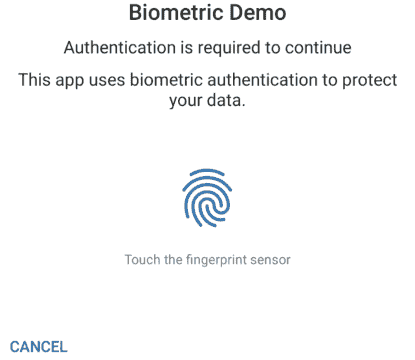 Biometric Demo
Authentication is required to continue
This app uses biometric authentication to protect
your data.
Touch the fingerprint sensor
CANCEL